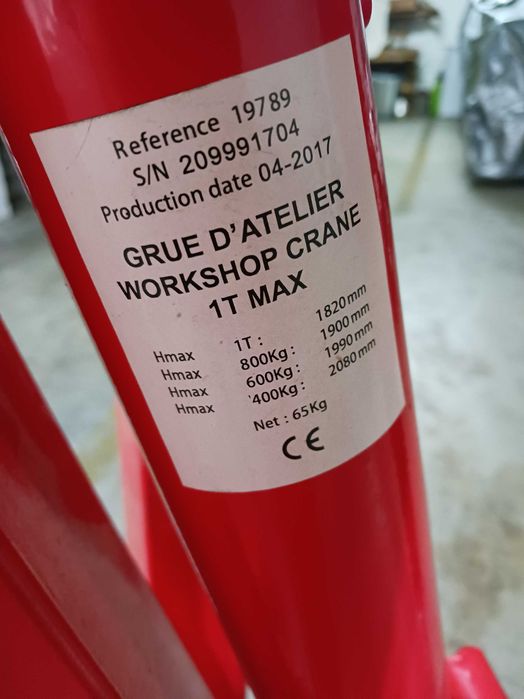 Reference 19789
S/N 209991704
Production date 04-2017
GRUE D'ATELIER
WORKSHOP CRANE
1T MAX
Hmax 1T : 1820mm
Hmax 800Kg : 1900mm
Hmax 600Kg : 1990mm
Hmax 400Kg : 2080mm
Net : 65Kg
CE